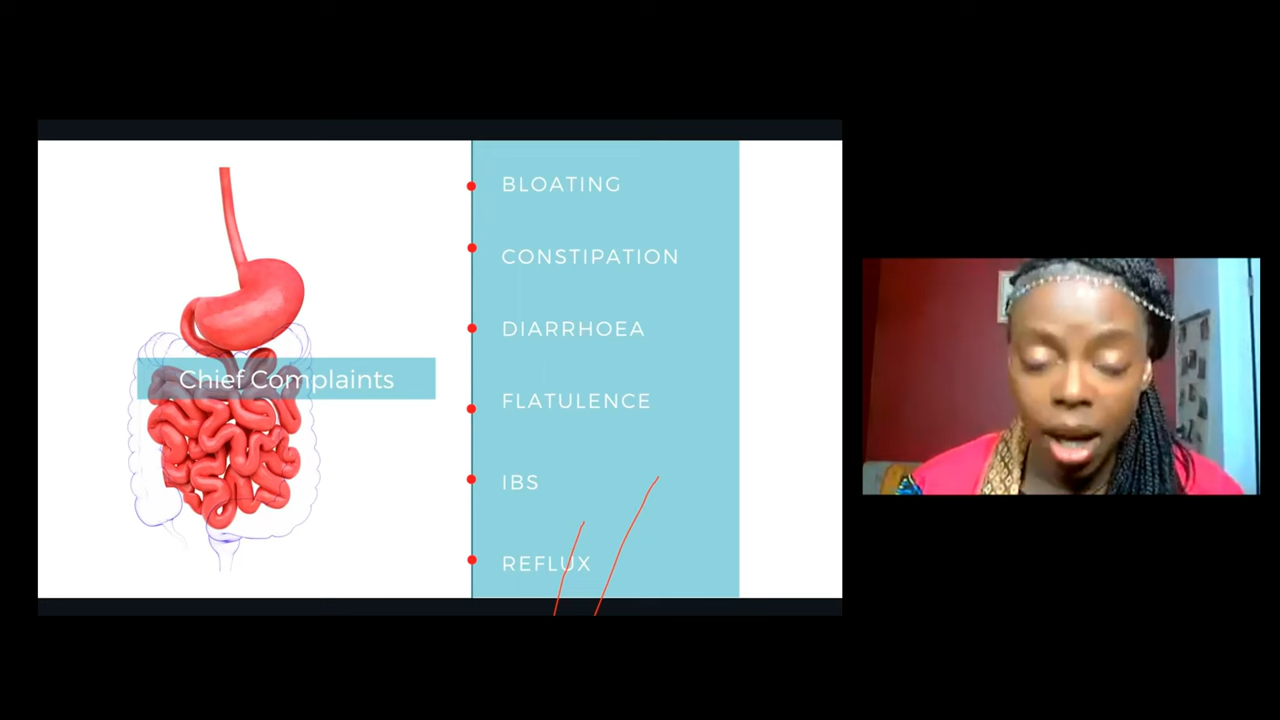 Chief Complaints
BLOATING
CONSTIPATION
DIARRHOEA
FLATULENCE
IBS
REFLUX